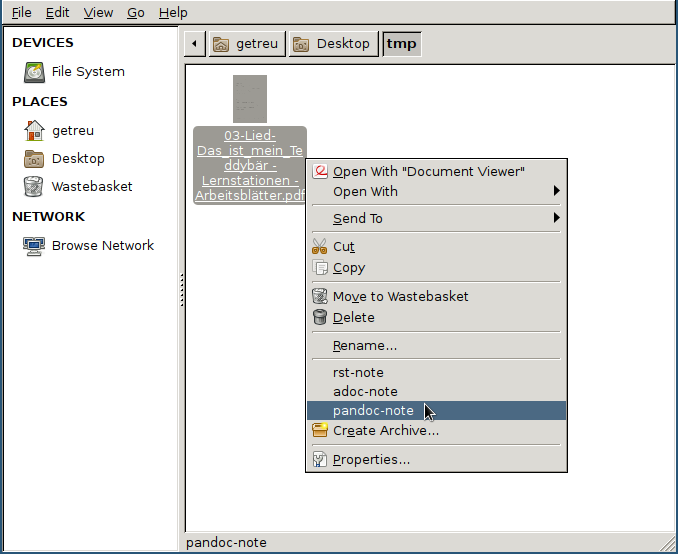 File Edit View Go Help
DEVICES
File System
PLACES
getreu
Desktop
Wastebasket
NETWORK
Browse Network
getreu Desktop tmp
03-Lied-
Das_ist_mein_Te
ddybär -
Lernstationen -
Arbeitsblätter.pdf
Open With "Document Viewer"
Open With
Send To
Cut
Copy
Move to Wastebasket
Delete
Rename...
rst-note
adoc-note
pandoc-note
Create Archive...
Properties...
pandoc-note